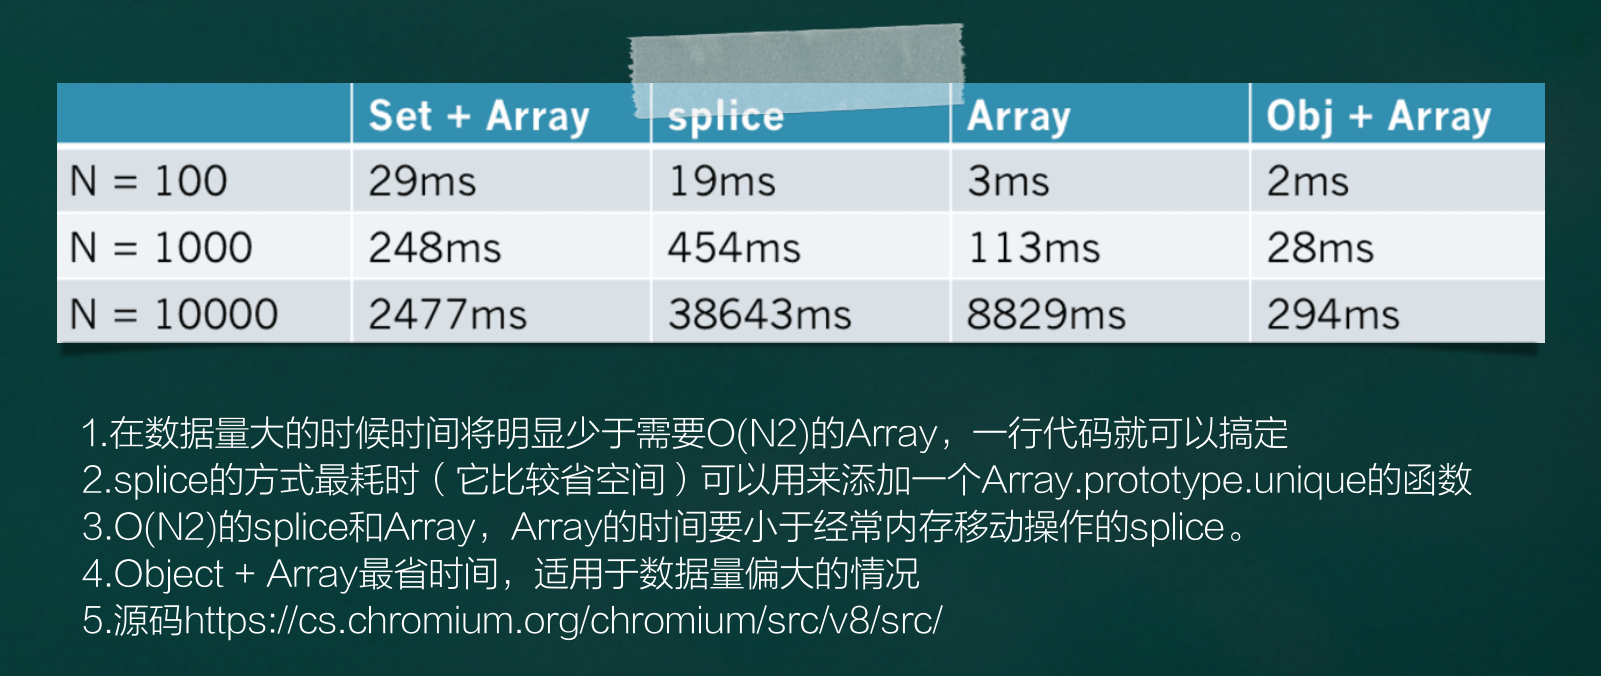 Set + Array splice Array Obj + Array
N = 100 29ms 19ms 3ms 2ms
N = 1000 248ms 454ms 113ms 28ms
N = 10000 2477ms 38643ms 8829ms 294ms
1.在数据量大的时候时间将明显少于需要O(N2)的Array，一行代码就可以搞定
2.splice的方式最耗时（它比较省空间）可以用来添加一个Array.prototype.unique的函数
3.O(N2)的splice和Array，Array的时间要小于经常内存移动操作的splice。
4.Object + Array最省时间，适用于数据量偏大的情况
5.源码https://cs.chromium.org/chromium/src/v8/src/